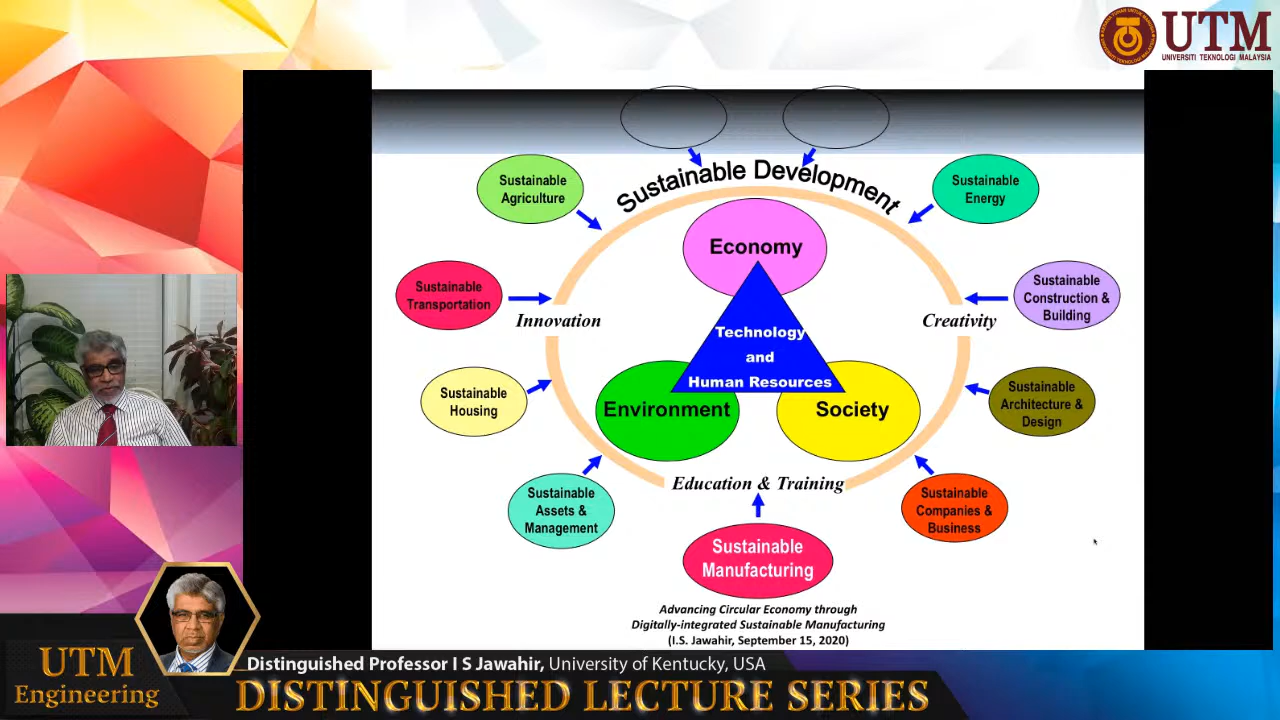 UTM
UNIVERSITI TEKNOLOGI MALAYSIA
Sustainable Development
Sustainable
Agriculture
Sustainable
Energy
Economy
Sustainable
Transportation
Sustainable
Construction &
Building
Innovation
Creativity
Technology
and
Human Resources
Sustainable
Housing
Environment
Society
Sustainable
Architecture &
Design
Education & Training
Sustainable
Assets &
Management
Sustainable
Companies &
Business
Sustainable
Manufacturing
Advancing Circular Economy through
Digitally-integrated Sustainable Manufacturing
(I.S. Jawahir, September 15, 2020)
UTM
Engineering
Distinguished Professor I S Jawahir, University of Kentucky, USA
DISTINGUISHED LECTURE SERIES